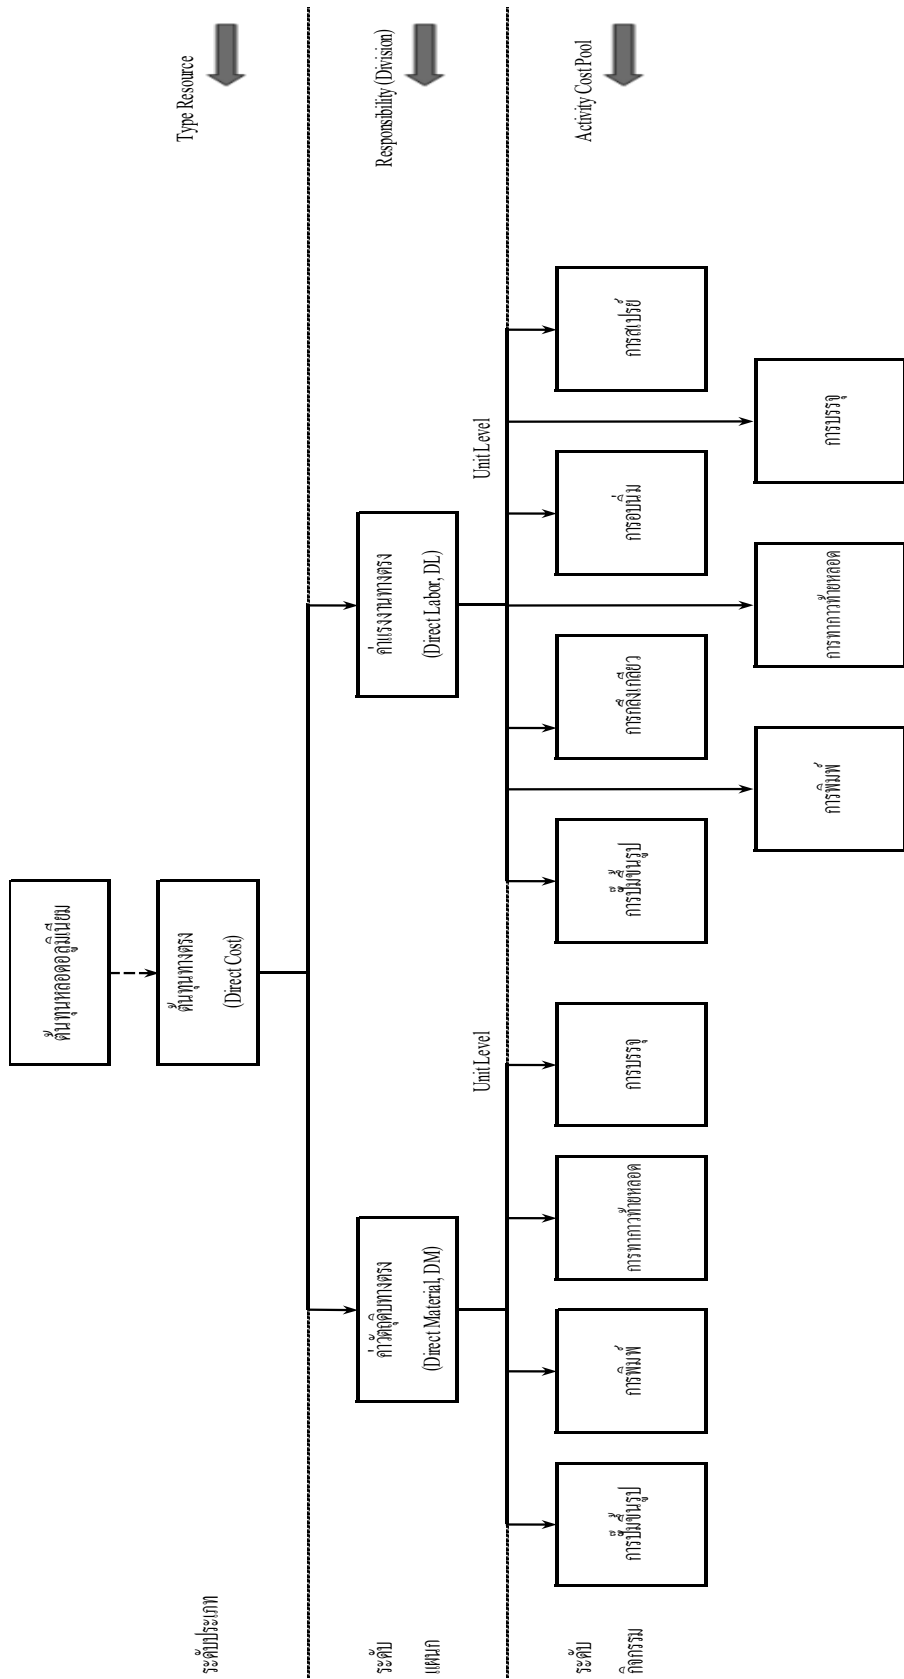 ต้นทุนหลอดอลูมิเนียม
ระดับประเภท
ต้นทุนทางตรง
(Direct Cost)
Type Resource
ระดับ
แผนก
ค่าวัตถุดิบทางตรง
(Direct Material, DM)
ค่าแรงงานทางตรง
(Direct Labor, DL)
Responsibility (Division)
Unit Level
Unit Level
ระดับ
กิจกรรม
การปั๊มขึ้นรูป
การพิมพ์
การทากาวท้ายหลอด
การบรรจุ
การปั๊มขึ้นรูป
การกลึงเกลียว
การอบนิ่ม
การสเปรย์
Activity Cost Pool
การพิมพ์
การทากาวท้ายหลอด
การบรรจุ